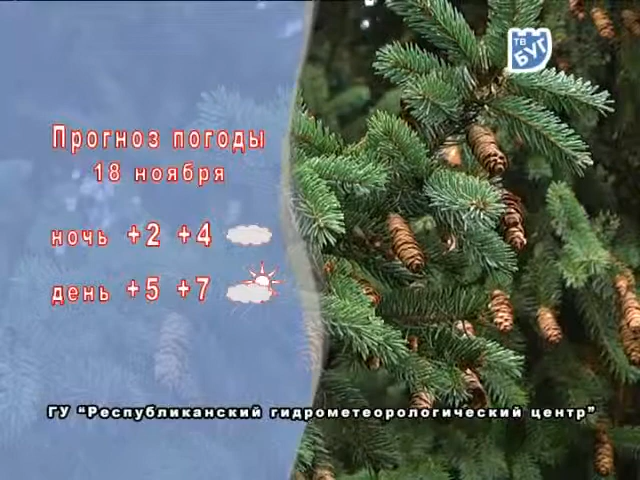 ТВ
БУГ
Прогноз погоды
18 ноября
ночь +2 +4
день +5 +7
ГУ "Республиканский гидрометеорологический центр"